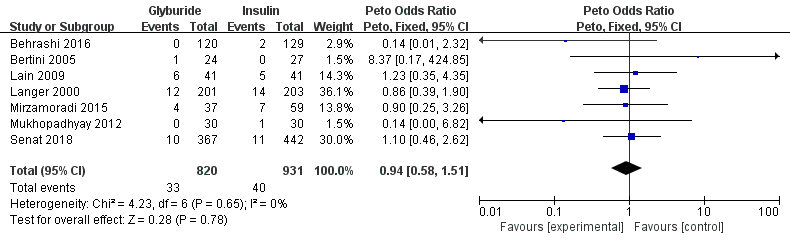 Glyburide Insulin Peto Odds Ratio Peto Odds Ratio
Study or Subgroup Events Total Events Total Weight Peto, Fixed, 95% CI Peto, Fixed, 95% CI
Behrashi 2016 0 120 2 129 2.9% 0.14 [0.01, 2.32]
Bertini 2005 1 24 0 27 1.5% 8.37 [0.17, 424.85]
Lain 2009 6 41 5 41 14.3% 1.23 [0.35, 4.35]
Langer 2000 12 201 14 203 36.1% 0.86 [0.39, 1.90]
Mirzamoradi 2015 4 37 7 59 13.8% 0.90 [0.25, 3.26]
Mukhopadhyay 2012 0 30 1 30 1.5% 0.14 [0.00, 6.82]
Senat 2018 10 367 11 442 30.0% 1.10 [0.46, 2.62]
Total (95% CI) 820 931 100.0% 0.94 [0.58, 1.51]
Total events 33 40
Heterogeneity: Chi² = 4.23, df = 6 (P = 0.65); I² = 0%
Test for overall effect: Z = 0.28 (P = 0.78)
0.01 0.1 1 10 100
Favours [experimental] Favours [control]